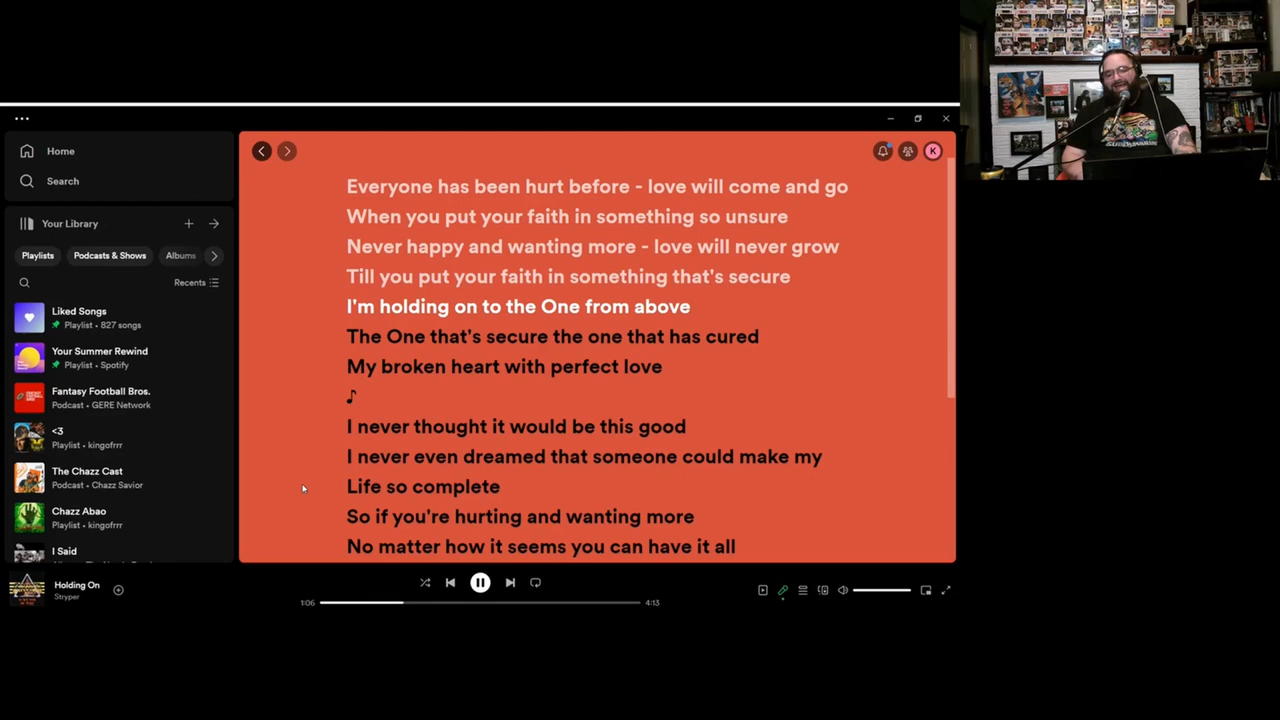 Home
Search
Your Library
Playlists
Podcasts & Shows
Albums
Recents
Liked Songs
Playlist • 827 songs
Your Summer Rewind
Playlist • Spotify
Fantasy Football Bros.
Podcast • GERE Network
<3
Playlist • kingofrrr
The Chazz Cast
Podcast • Chazz Savior
Chazz Abao
Playlist • kingofrrr
I Said
K
Everyone has been hurt before - love will come and go
When you put your faith in something so unsure
Never happy and wanting more - love will never grow
Till you put your faith in something that's secure
I'm holding on to the One from above
The One that's secure the one that has cured
My broken heart with perfect love
I never thought it would be this good
I never even dreamed that someone could make my
Life so complete
So if you're hurting and wanting more
No matter how it seems you can have it all
Holding On
Stryper
1:06
4:13